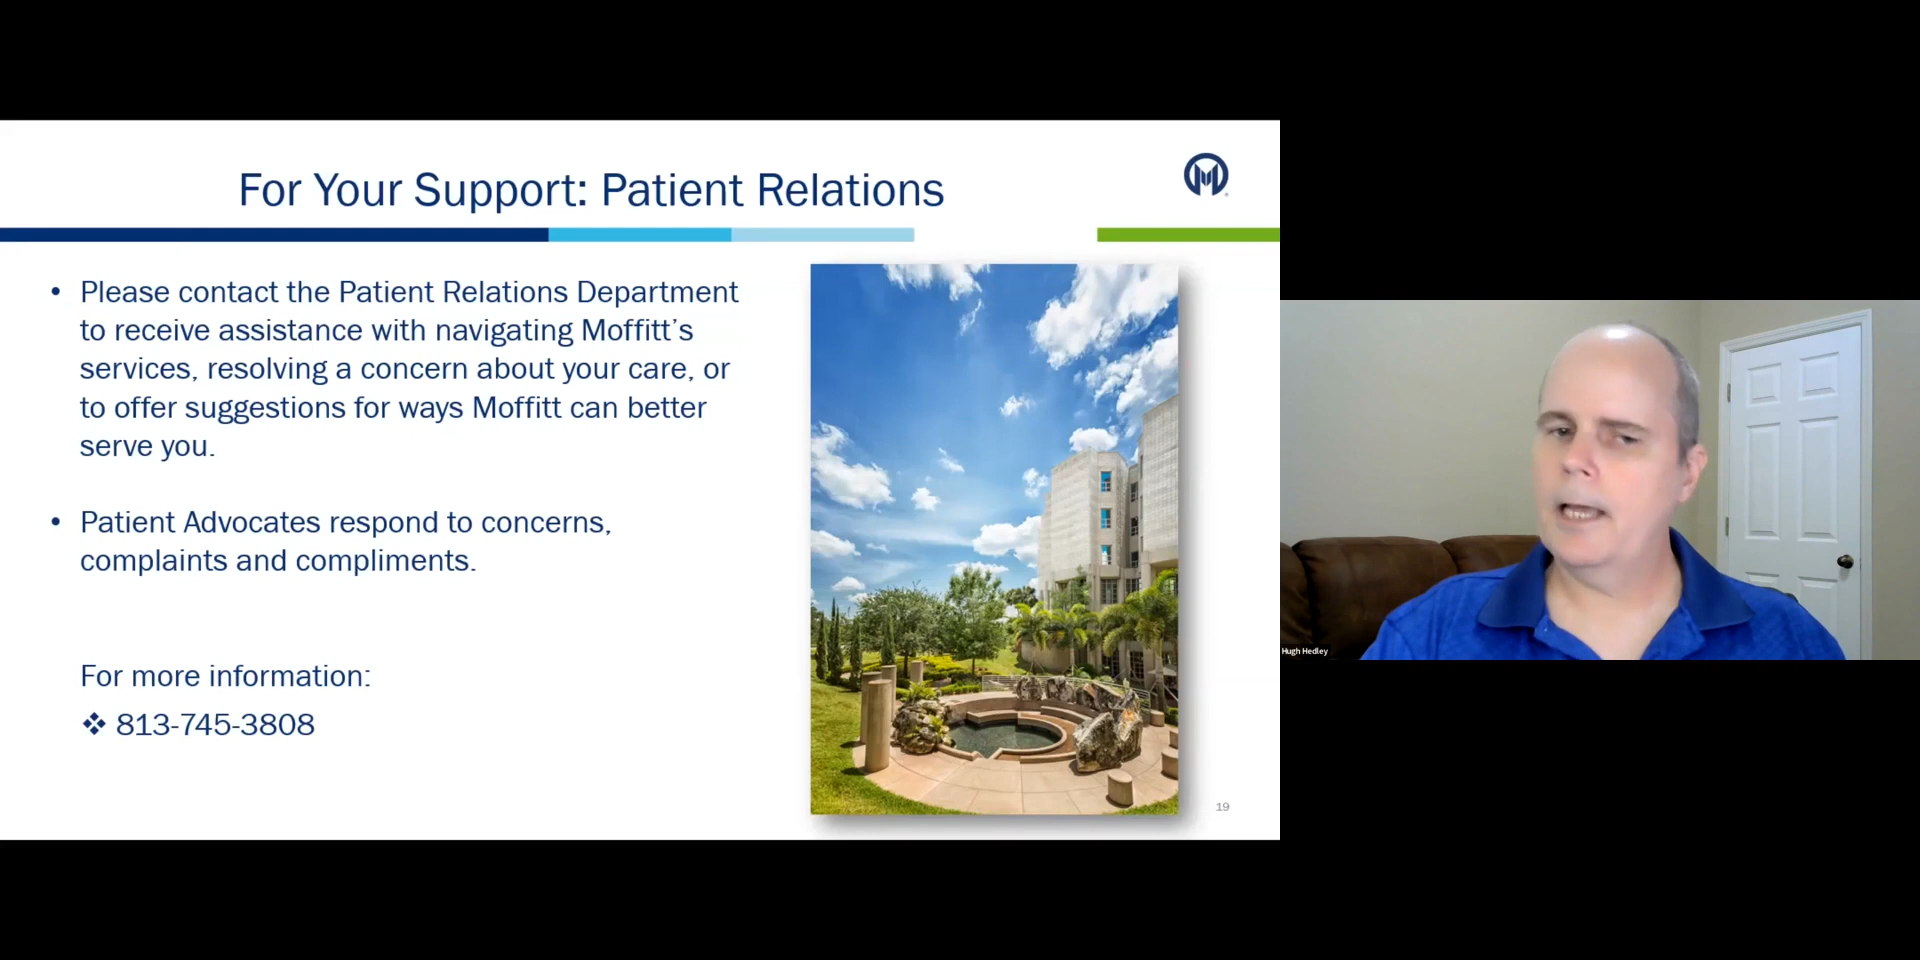 For Your Support: Patient Relations
• Please contact the Patient Relations Department
to receive assistance with navigating Moffitt’s
services, resolving a concern about your care, or
to offer suggestions for ways Moffitt can better
serve you.
• Patient Advocates respond to concerns,
complaints and compliments.
For more information:
❖ 813-745-3808
19
Hugh Hedley